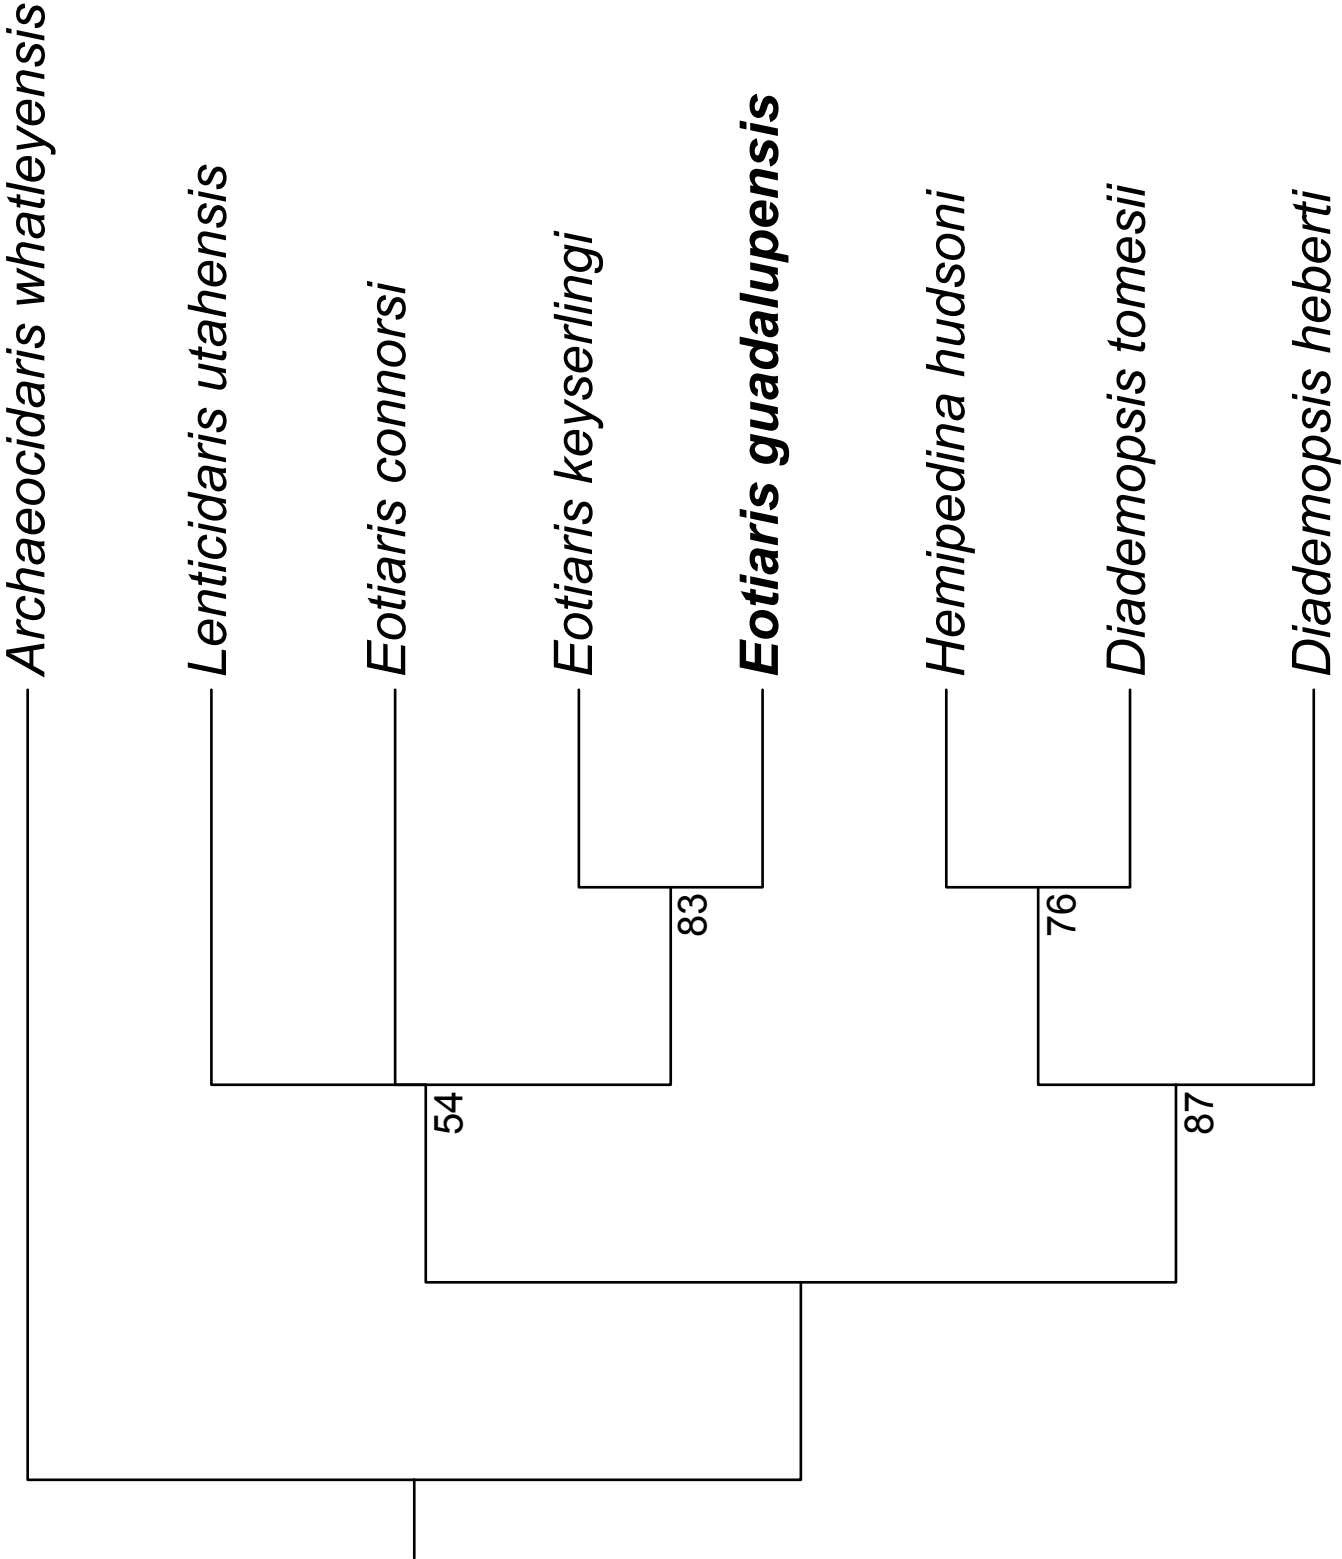 Archaeocidaris whatleyensis
Lenticidaris utahensis
Eotiaris connorsi
Eotiaris keyserlingi
Eotiaris guadalupensis
Hemipedina hudsoni
Diademopsis tomesii
Diademopsis heberti
83
76
54
87